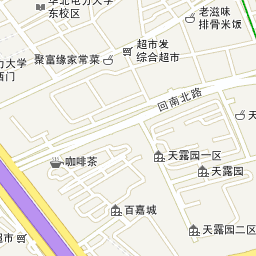 华北电力大学
东校区
老滋味
排骨米饭
力大学
西门
聚富缘家常菜
超市发
综合超市
回南北路
天
天露园一区
天露园
咖啡茶
百嘉城
超市
天露园二区